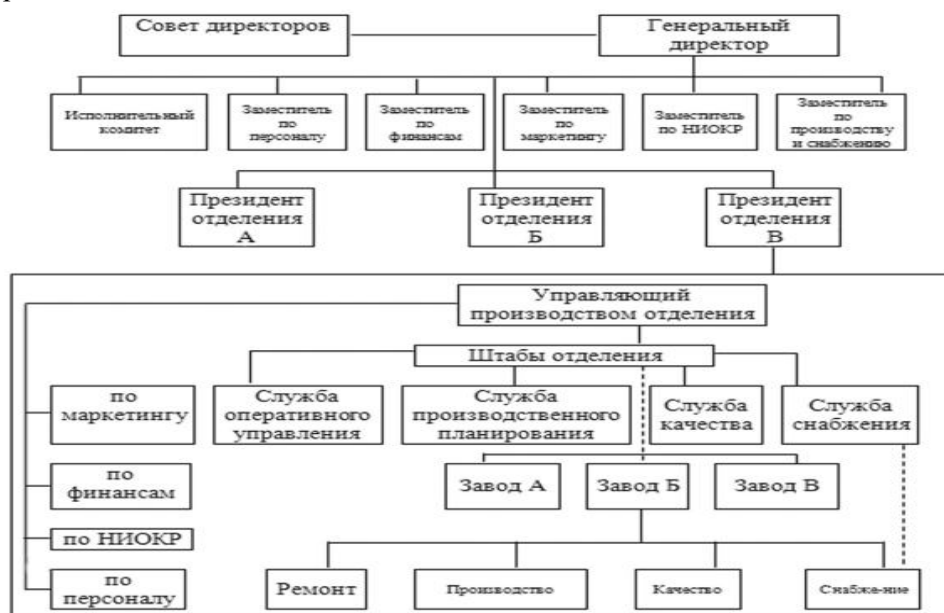 Совет директоров
Генеральный
директор
Исполнительный
комитет
Заместитель
по
персоналу
Заместитель
по
финансам
Заместитель
по
маркетингу
Заместитель
по НИОКР
Заместитель
по
производству
и снабжению
Президент
отделения
А
Президент
отделения
Б
Президент
отделения
В
Управляющий
производством отделения
Штабы отделения
по
маркетингу
Служба
оперативного
управления
Служба
производственного
планирования
Служба
качества
Служба
снабжения
по
финансам
Завод А
Завод Б
Завод В
по НИОКР
по
персоналу
Ремонт
Производство
Качество
Снабже-ние